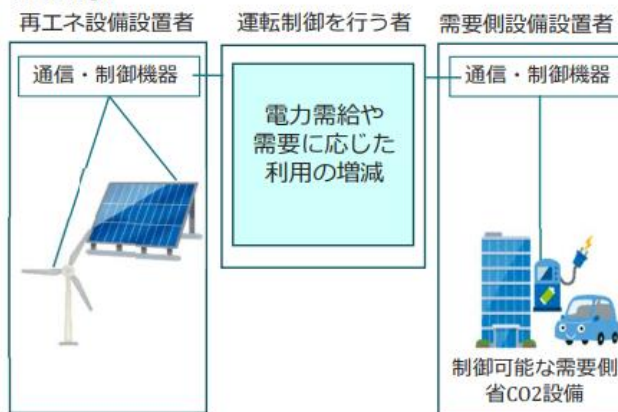 再エネ設備設置者
運転制御を行う者
需要側設備設置者
通信・制御機器
電力需給や
需要に応じた
利用の増減
通信・制御機器
制御可能な需要側
省CO2設備